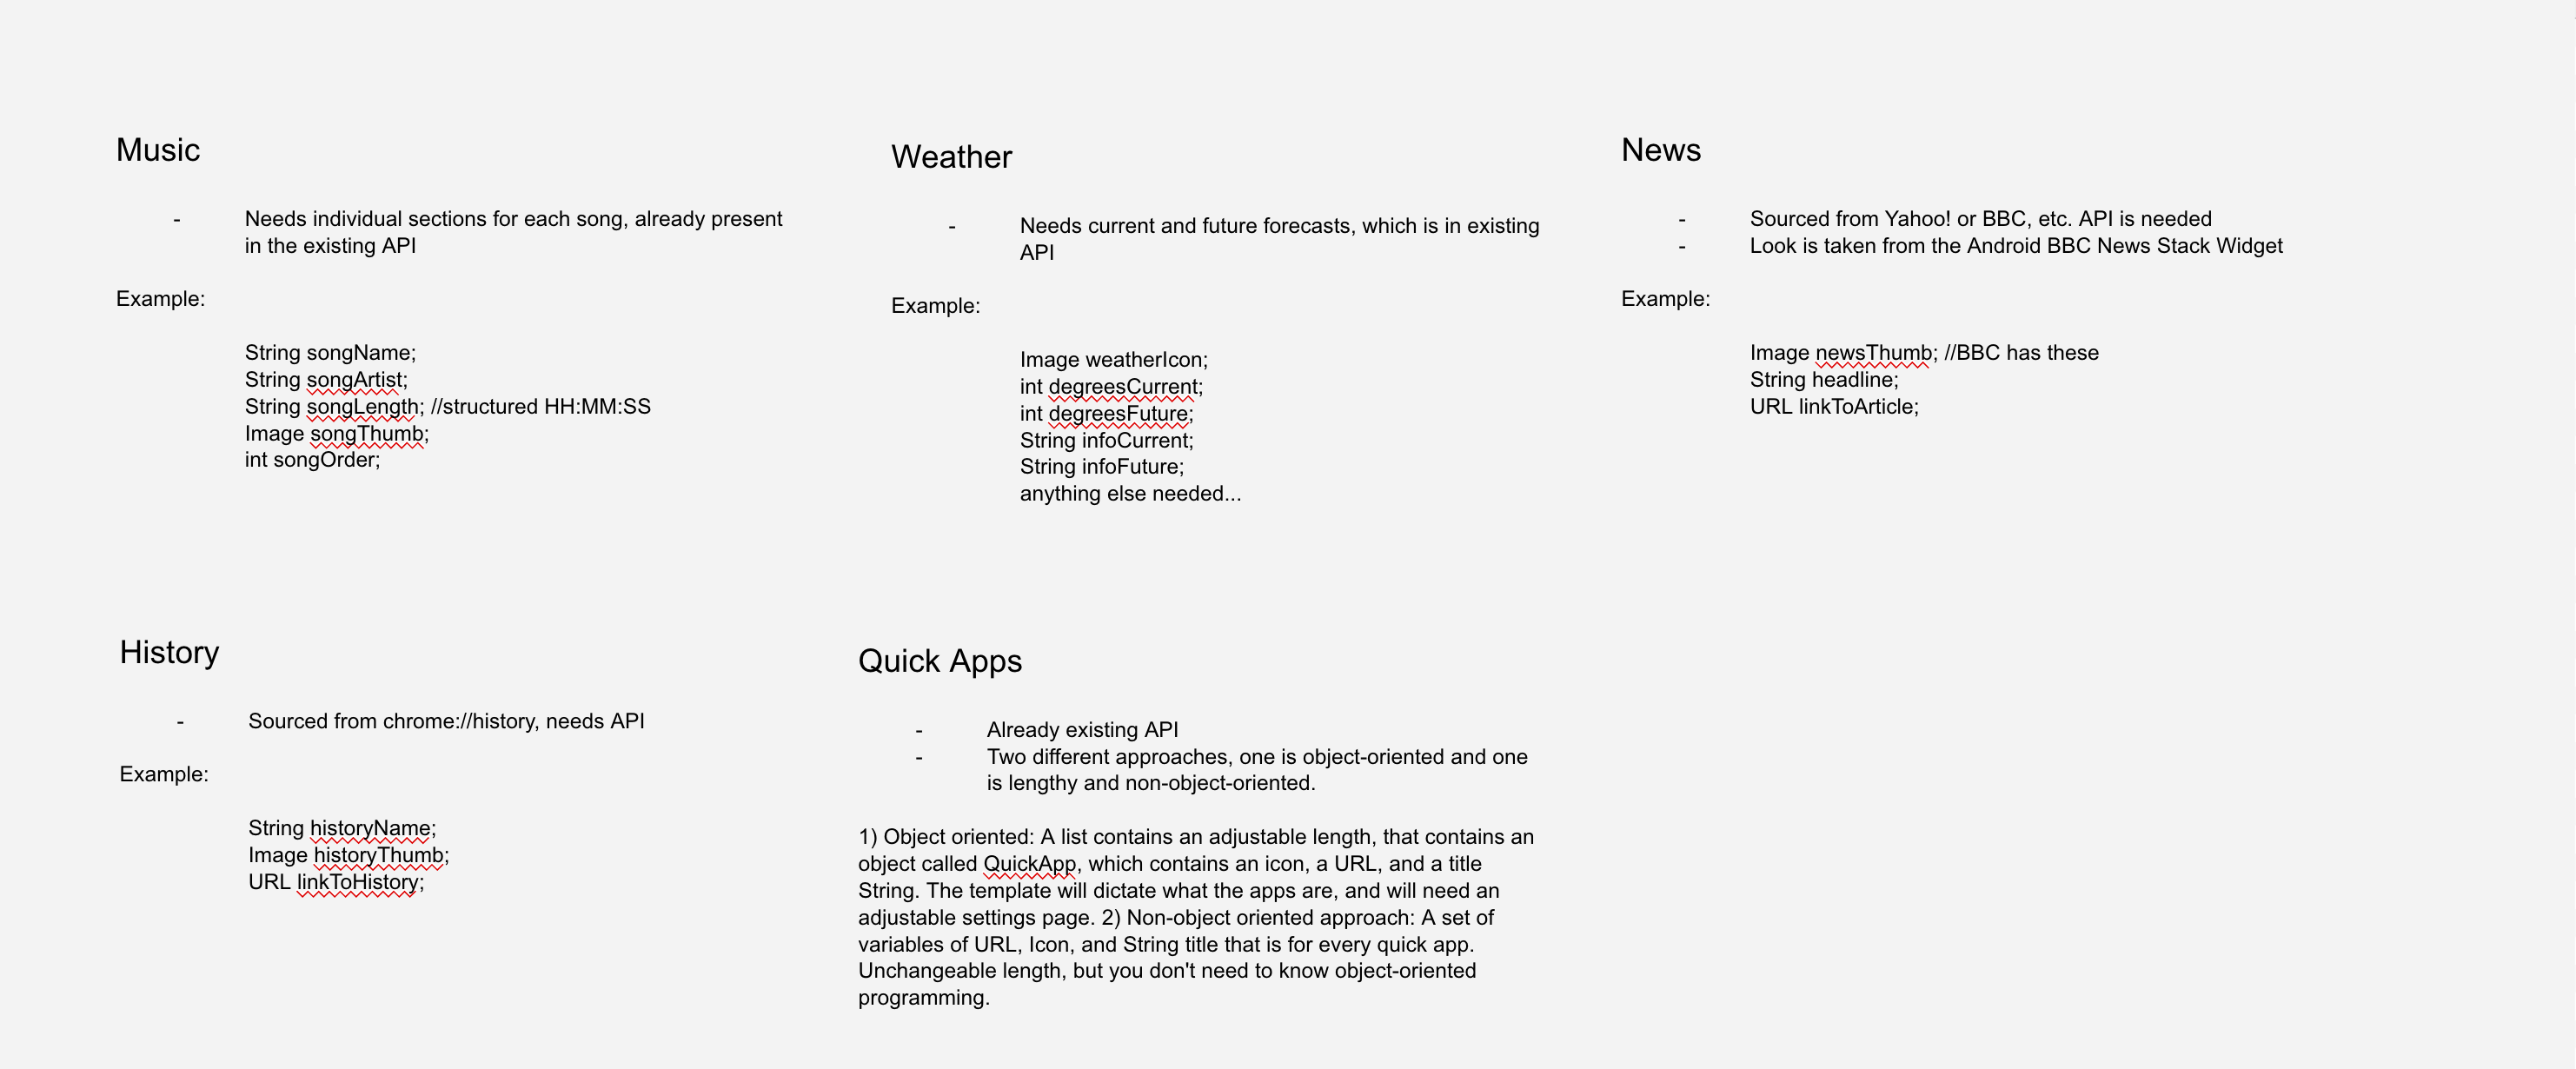 Music
- Needs individual sections for each song, already present
in the existing API
Example:
String songName;
String songArtist;
String songLength; //structured HH:MM:SS
Image songThumb;
int songOrder;
Weather
- Needs current and future forecasts, which is in existing
API
Example:
Image weatherIcon;
int degreesCurrent;
int degreesFuture;
String infoCurrent;
String infoFuture;
anything else needed...
News
- Sourced from Yahoo! or BBC, etc. API is needed
- Look is taken from the Android BBC News Stack Widget
Example:
Image newsThumb; //BBC has these
String headline;
URL linkToArticle;
History
- Sourced from chrome://history, needs API
Example:
String historyName;
Image historyThumb;
URL linkToHistory;
Quick Apps
- Already existing API
- Two different approaches, one is object-oriented and one
is lengthy and non-object-oriented.
1) Object oriented: A list contains an adjustable length, that contains an
object called QuickApp, which contains an icon, a URL, and a title
String. The template will dictate what the apps are, and will need an
adjustable settings page. 2) Non-object oriented approach: A set of
variables of URL, Icon, and String title that is for every quick app.
Unchangeable length, but you don't need to know object-oriented
programming.